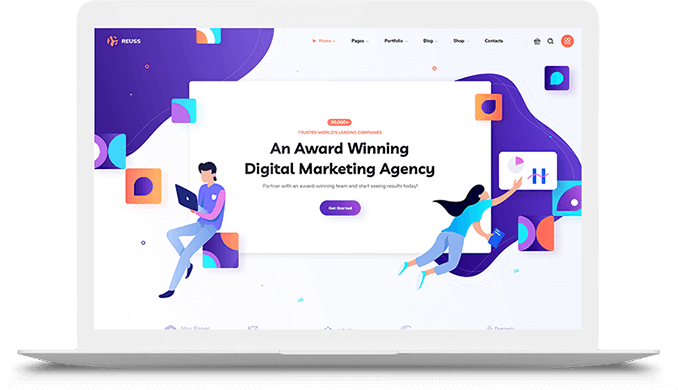 REUSS
Home Pages Portfolio Blog Shop Contacts
30,000+
TRUSTED WORLD'S LEADING COMPANIES
An Award Winning
Digital Marketing Agency
Partner with an award-winning team and start seeing results today!
Get Started